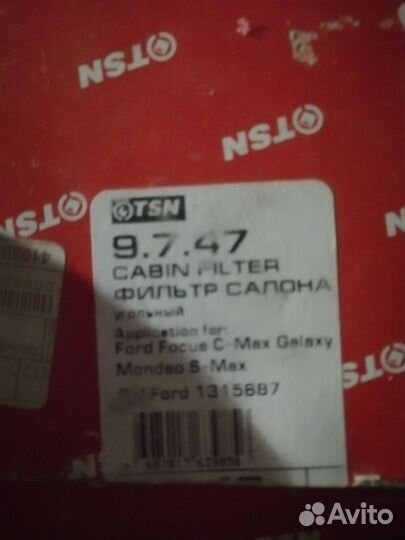 TSN
TSN
TSN
TSN
TSN
9.7.47
CABIN FILTER
ФИЛЬТР САЛОНА
угольный
Application for:
Ford Focus C-Max Galaxy
Mondeo S-Max
Ref Ford 1315687
TSN
Avito